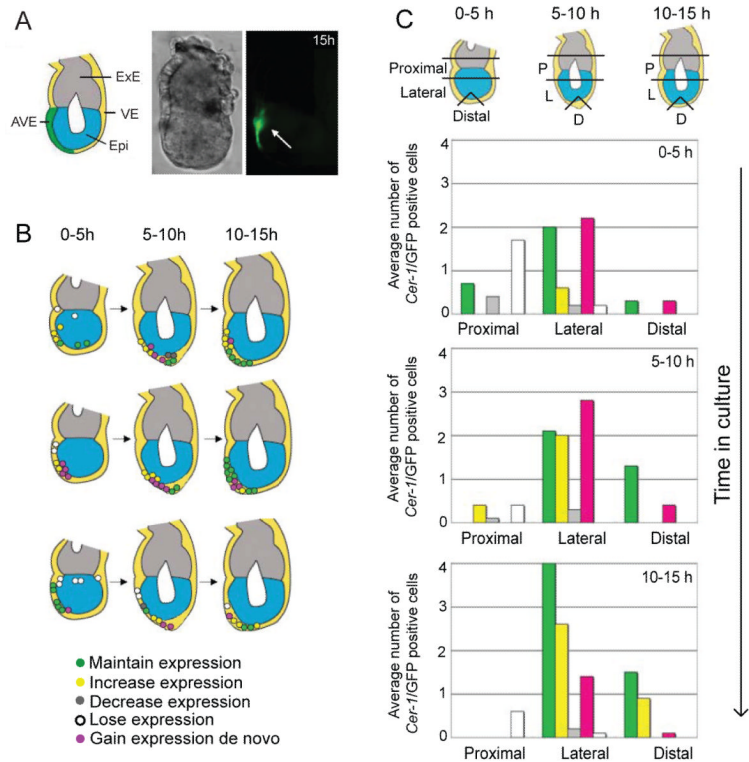 A
15h
ExE
AVE
VE
Epi
B
0-5h 5-10h 10-15h
Maintain expression
Increase expression
Decrease expression
Lose expression
Gain expression de novo
C
0-5 h 5-10 h 10-15 h
Proximal P P
Lateral L L
Distal D D
Average number of
Cer-1/GFP positive cells
0-5 h
4
3
2
1
0
Proximal Lateral Distal
Average number of
Cer-1/GFP positive cells
5-10 h
4
3
2
1
0
Proximal Lateral Distal
Average number of
Cer-1/GFP positive cells
10-15 h
4
3
2
1
0
Proximal Lateral Distal
Time in culture